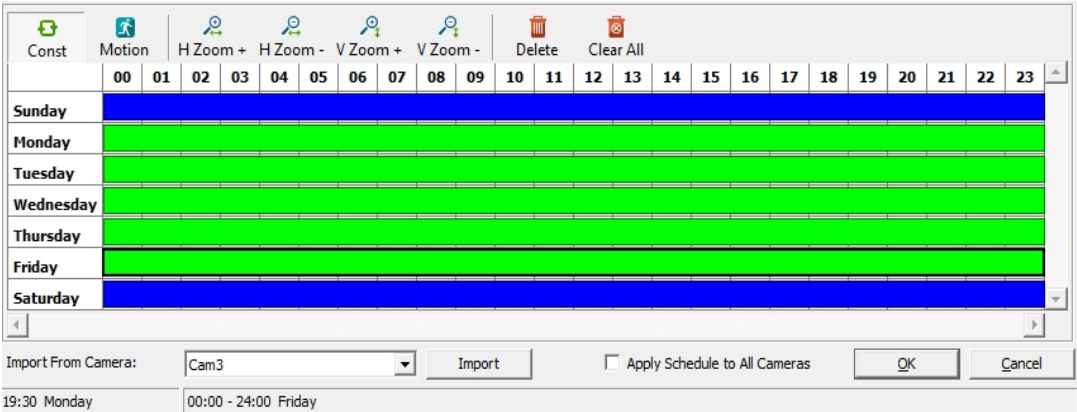 Const Motion H Zoom + H Zoom - V Zoom + V Zoom - Delete Clear All
00 01 02 03 04 05 06 07 08 09 10 11 12 13 14 15 16 17 18 19 20 21 22 23
Sunday
Monday
Tuesday
Wednesday
Thursday
Friday
Saturday
Import From Camera: Cam3 Import Apply Schedule to All Cameras OK Cancel
19:30 Monday 00:00 - 24:00 Friday